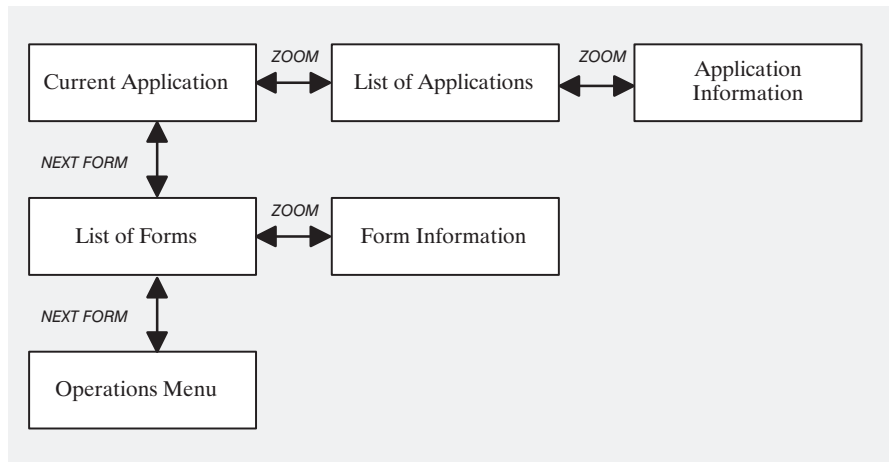 ZOOM
ZOOM
Current Application
List of Applications
Application
Information
NEXT FORM
ZOOM
List of Forms
Form Information
NEXT FORM
Operations Menu